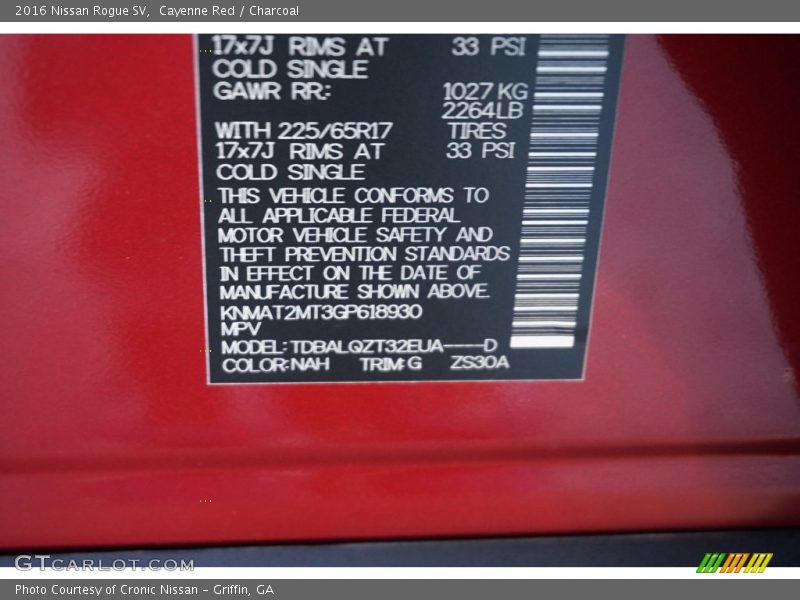 2016 Nissan Rogue SV, Cayenne Red / Charcoal
17x7J RIMS AT 33 PSI
COLD SINGLE
GAWR RR.: 1027 KG
2264LB
WITH 225/65R17 TIRES
17x7J RIMS AT 33 PSI
COLD SINGLE
THIS VEHICLE CONFORMS TO
ALL APPLICABLE FEDERAL
MOTOR VEHICLE SAFETY AND
THEFT PREVENTION STANDARDS
IN EFFECT ON THE DATE OF
MANUFACTURE SHOWN ABOVE.
KNMAT2MT3GP618930
MPV
MODEL:TDBALQZT32EUA----D
COLOR:NAH TRIM:G ZS30A
GTCARLOT.COM
Photo Courtesy of Cronic Nissan - Griffin, GA